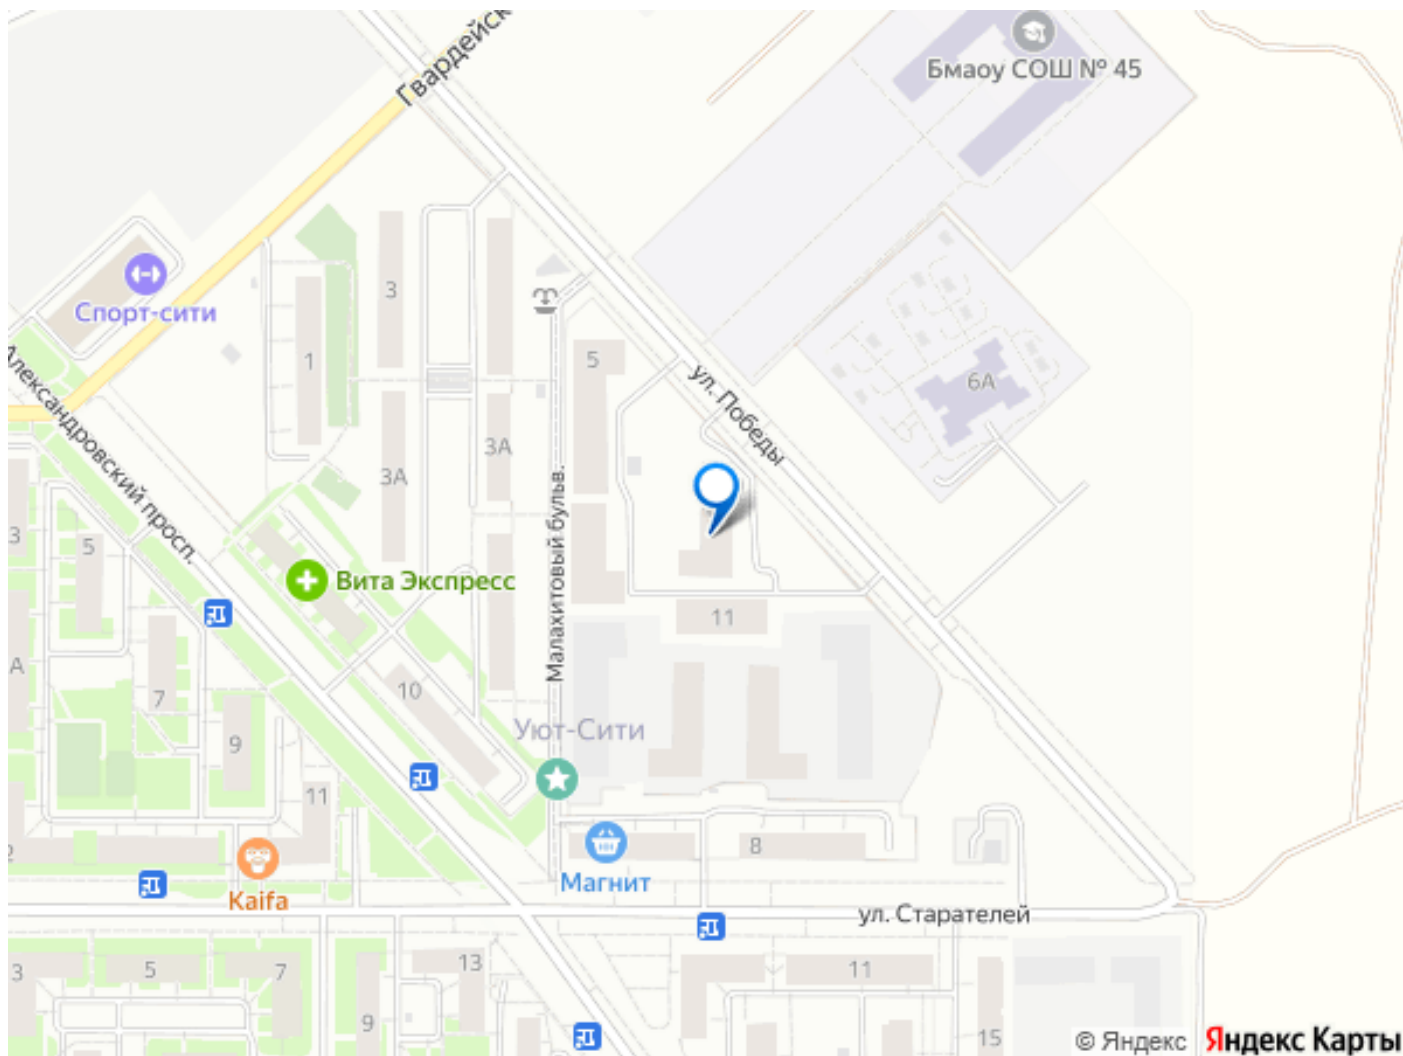 Гвардейск
Бмаоу СОШ № 45
Спорт-сити
3
1
5
6А
ул. Победы
Александровский просп.
3А
3А
Малахитовый бульв.
3
5
Вита Экспресс
11
А
7
10
9
Уют-Сити
11
8
Магнит
Kaifa
ул. Старателей
3
5
7
13
11
9
15
© Яндекс
Яндекс Карты